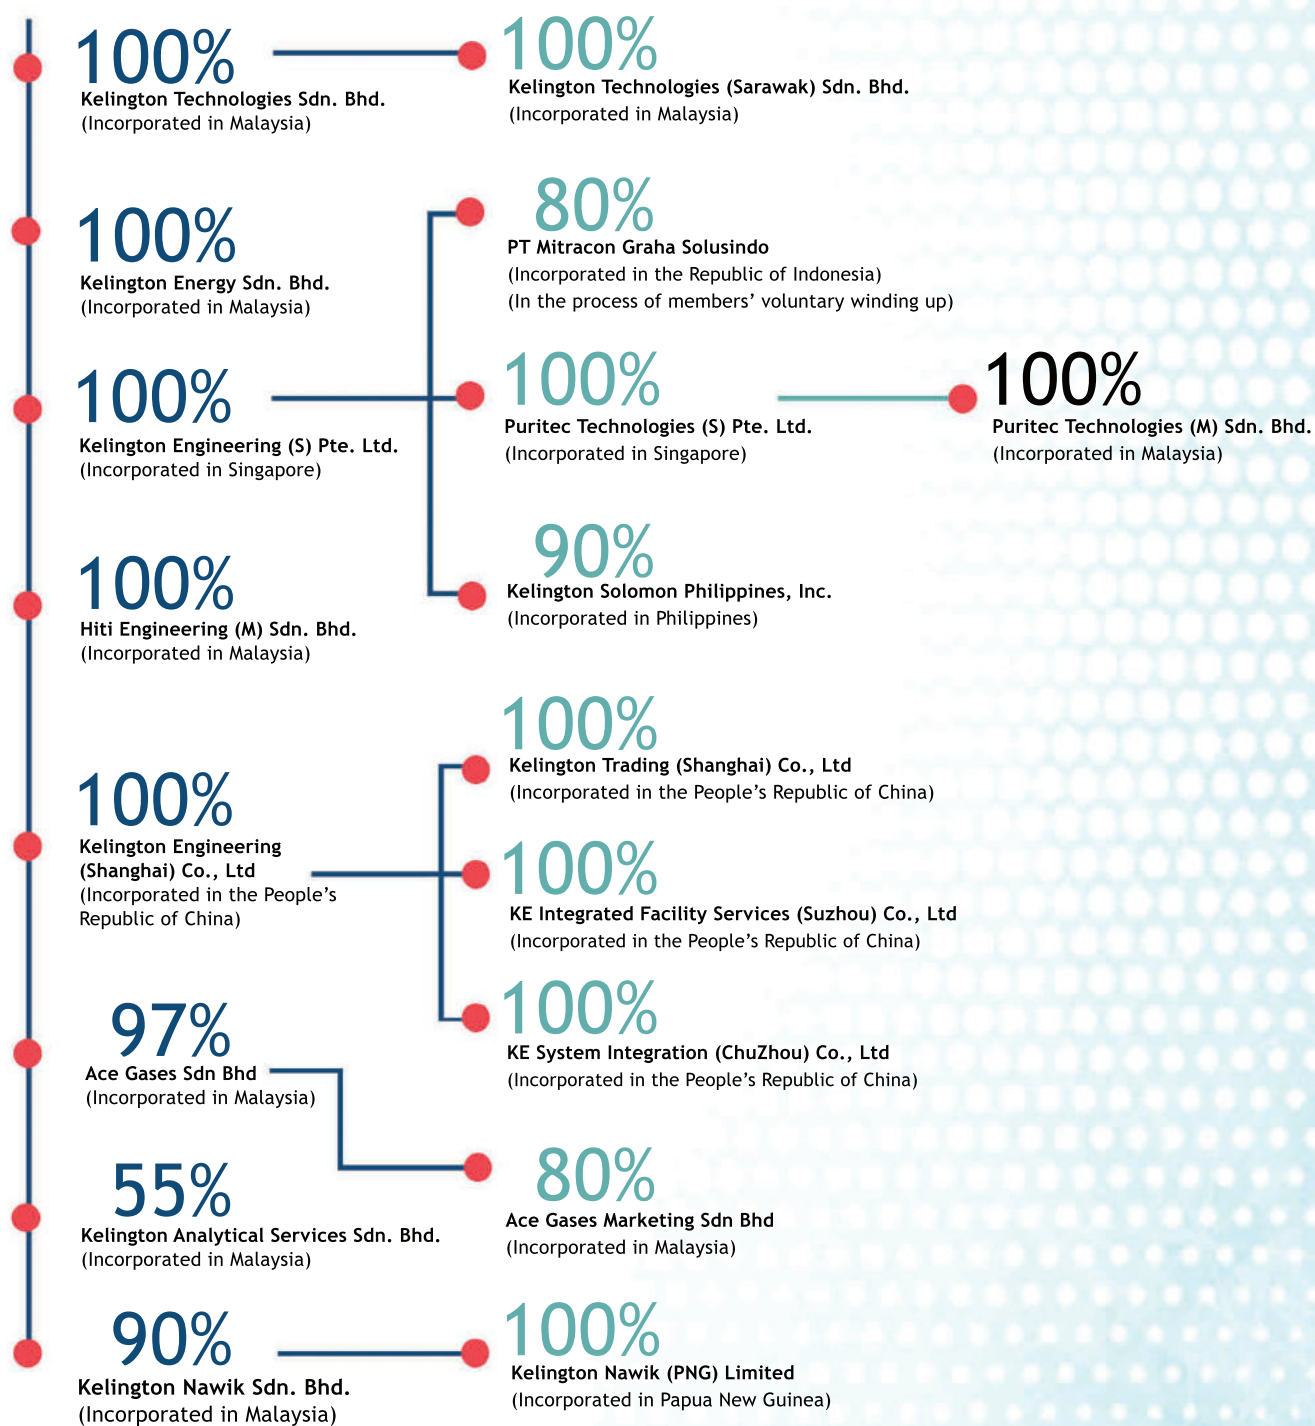 100%
Kelington Technologies Sdn. Bhd.
(Incorporated in Malaysia)
100%
Kelington Technologies (Sarawak) Sdn. Bhd.
(Incorporated in Malaysia)
100%
Kelington Energy Sdn. Bhd.
(Incorporated in Malaysia)
80%
PT Mitracon Graha Solusindo
(Incorporated in the Republic of Indonesia)
(In the process of members’ voluntary winding up)
100%
Kelington Engineering (S) Pte. Ltd.
(Incorporated in Singapore)
100%
Puritec Technologies (S) Pte. Ltd.
(Incorporated in Singapore)
100%
Puritec Technologies (M) Sdn. Bhd.
(Incorporated in Malaysia)
90%
Kelington Solomon Philippines, Inc.
(Incorporated in Philippines)
100%
Hiti Engineering (M) Sdn. Bhd.
(Incorporated in Malaysia)
100%
Kelington Engineering
(Shanghai) Co., Ltd
(Incorporated in the People’s
Republic of China)
100%
Kelington Trading (Shanghai) Co., Ltd
(Incorporated in the People’s Republic of China)
100%
KE Integrated Facility Services (Suzhou) Co., Ltd
(Incorporated in the People’s Republic of China)
100%
KE System Integration (ChuZhou) Co., Ltd
(Incorporated in the People’s Republic of China)
97%
Ace Gases Sdn Bhd
(Incorporated in Malaysia)
80%
Ace Gases Marketing Sdn Bhd
(Incorporated in Malaysia)
55%
Kelington Analytical Services Sdn. Bhd.
(Incorporated in Malaysia)
90%
Kelington Nawik Sdn. Bhd.
(Incorporated in Malaysia)
100%
Kelington Nawik (PNG) Limited
(Incorporated in Papua New Guinea)